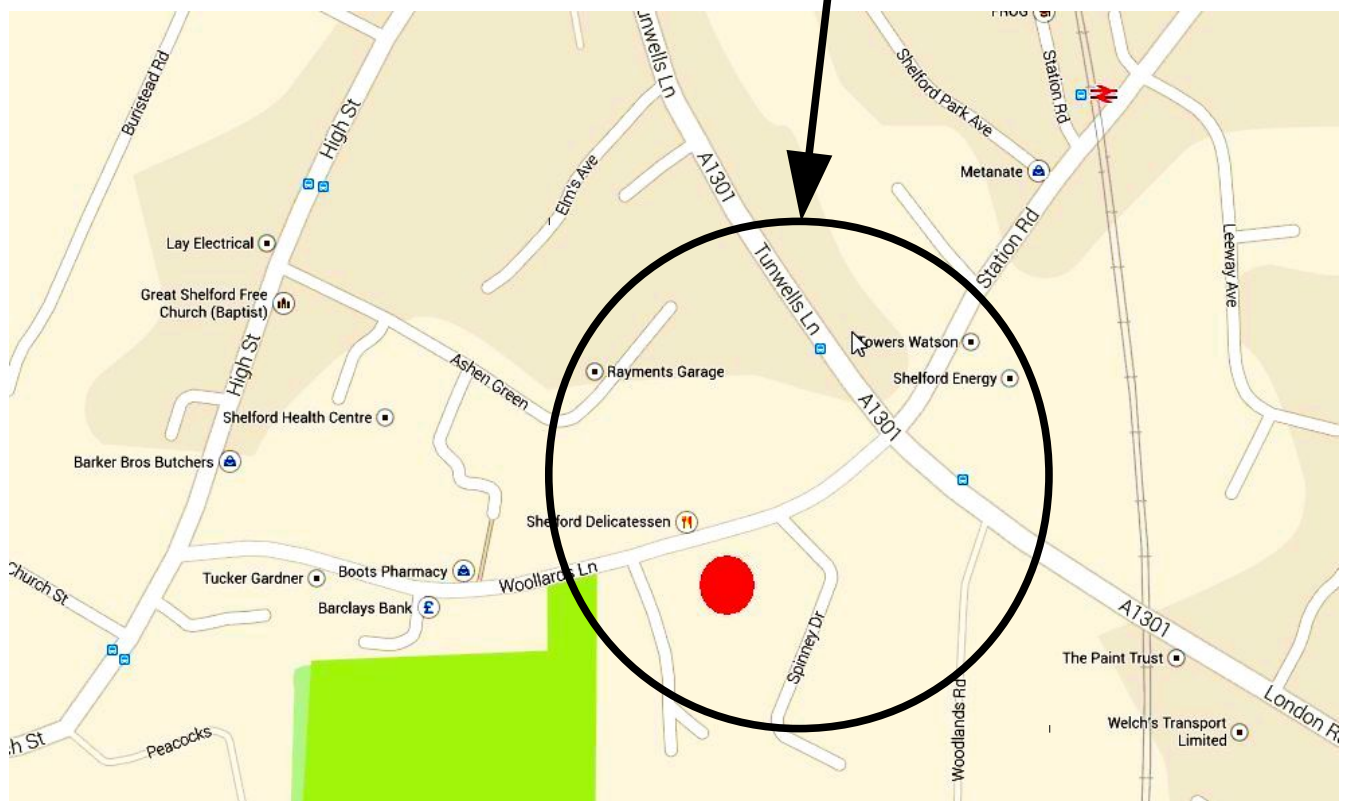 FROG
Tunwells Ln
Bunstead Rd
Station Rd
Shelford Park Ave
High St
A1301
Metanate
Elm's Ave
Lay Electrical
Station Rd
Leeway Ave
Great Shelford Free
Church (Baptist)
Tunwells Ln
Towers Watson
High St
Ashen Green
Rayments Garage
Shelford Energy
Shelford Health Centre
A1301
Barker Bros Butchers
Shelford Delicatessen
Church St
Tucker Gardner
Boots Pharmacy
Woollards Ln
Barclays Bank
£
A1301
Spinney Dr
The Paint Trust
Woodlands Rd
London R
Welch's Transport
Limited
Peacocks
h St